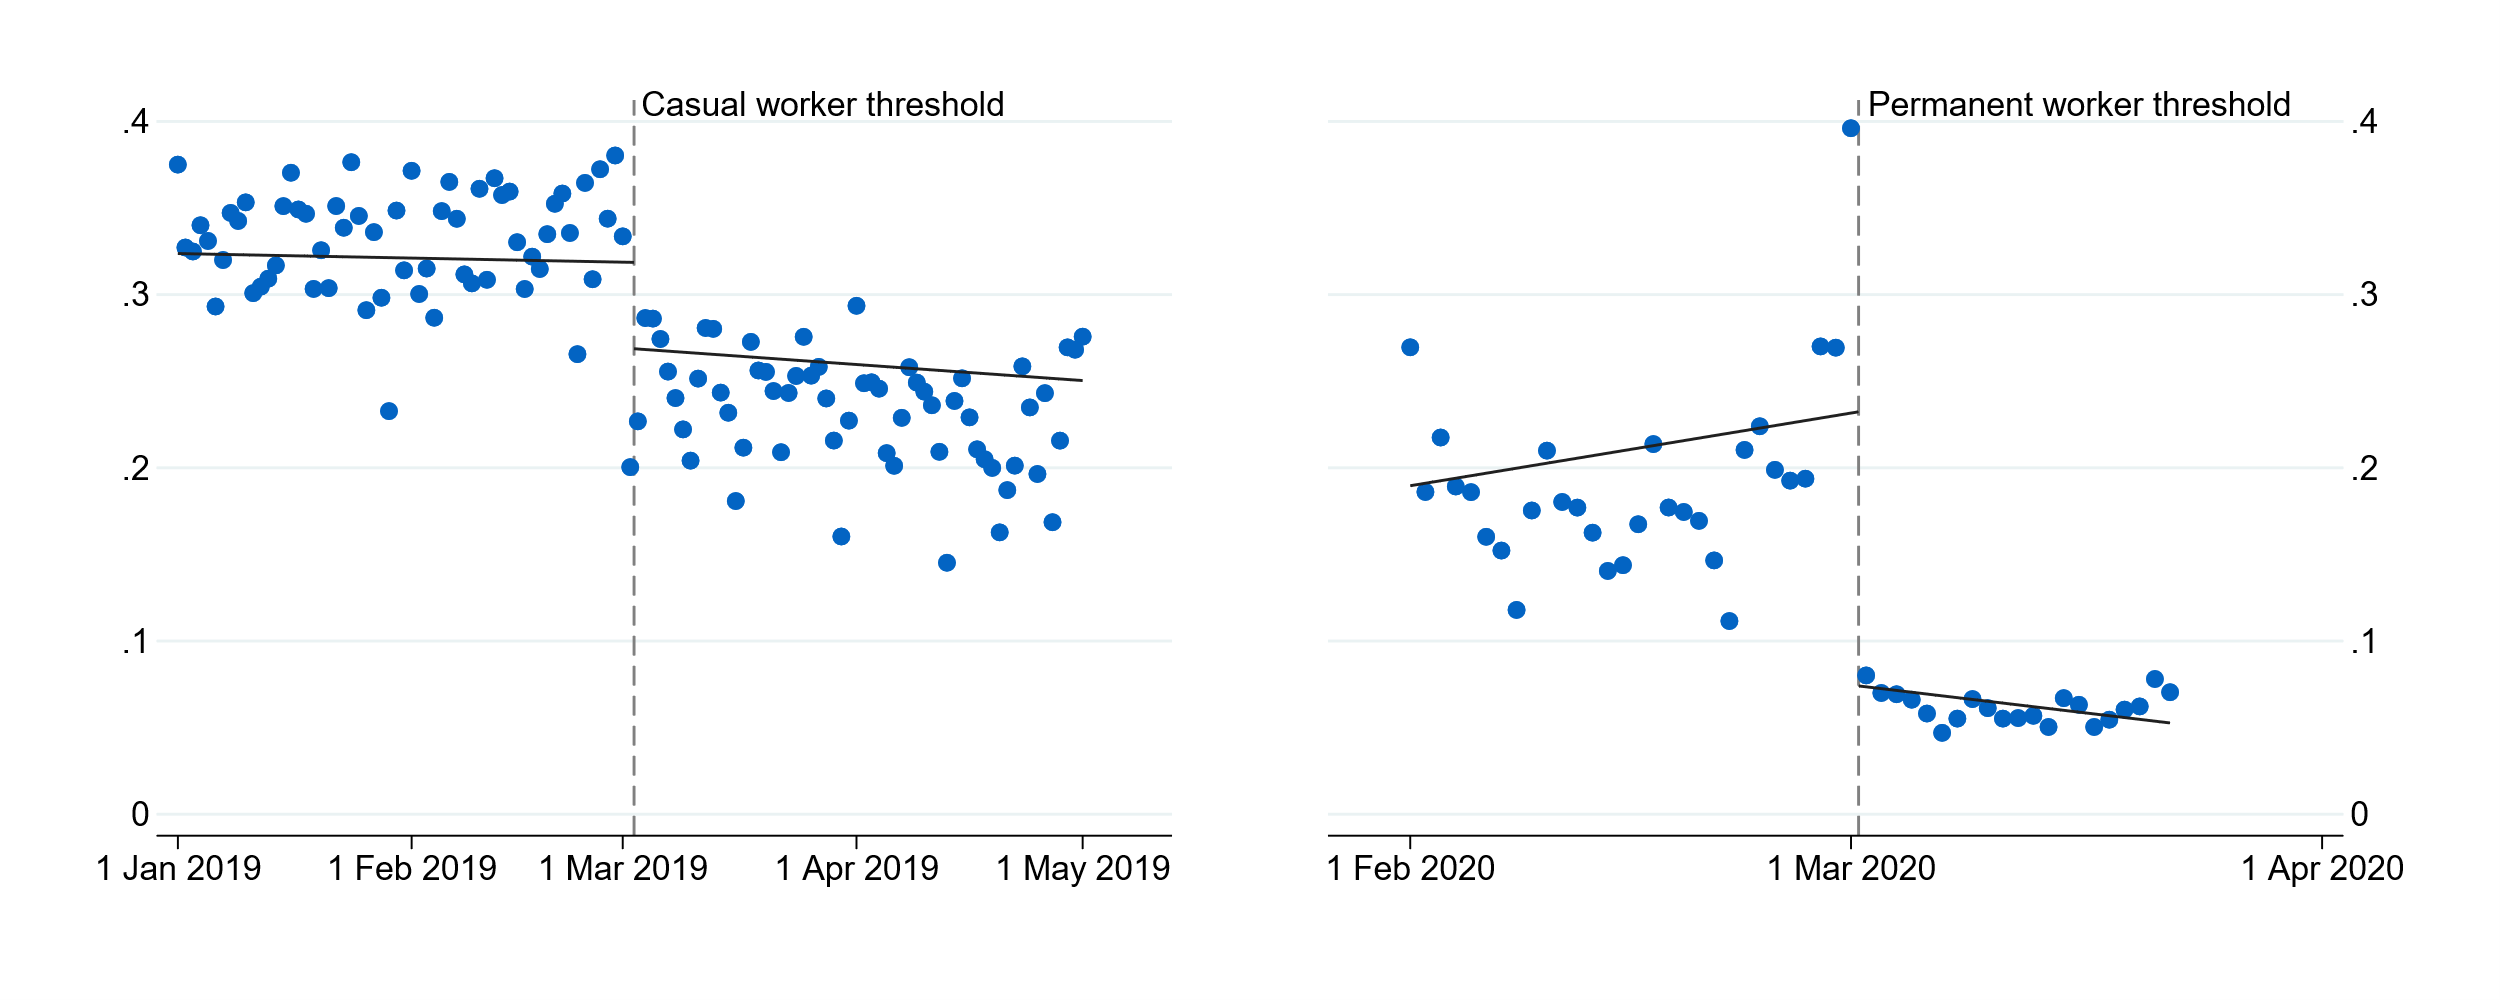 Casual worker threshold
.4
.3
.2
.1
0
1 Jan 2019
1 Feb 2019
1 Mar 2019
1 Apr 2019
1 May 2019
Permanent worker threshold
.4
.3
.2
.1
0
1 Feb 2020
1 Mar 2020
1 Apr 2020